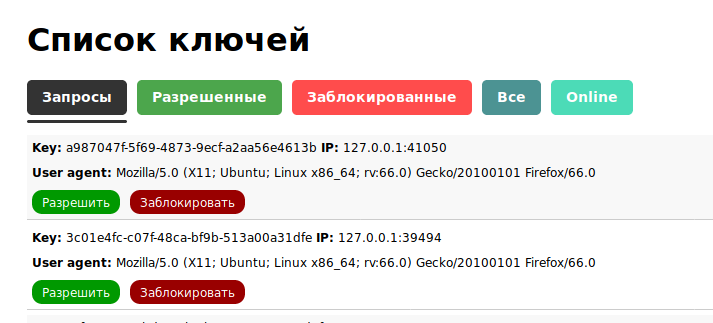 Список ключей
Запросы Разрешенные Заблокированные Все Online
Key: a987047f-5f69-4873-9ecf-a2aa56e4613b IP: 127.0.0.1:41050
User agent: Mozilla/5.0 (X11; Ubuntu; Linux x86_64; rv:66.0) Gecko/20100101 Firefox/66.0
Разрешить Заблокировать
Key: 3c01e4fc-c07f-48ca-bf9b-513a00a31dfe IP: 127.0.0.1:39494
User agent: Mozilla/5.0 (X11; Ubuntu; Linux x86_64; rv:66.0) Gecko/20100101 Firefox/66.0
Разрешить Заблокировать